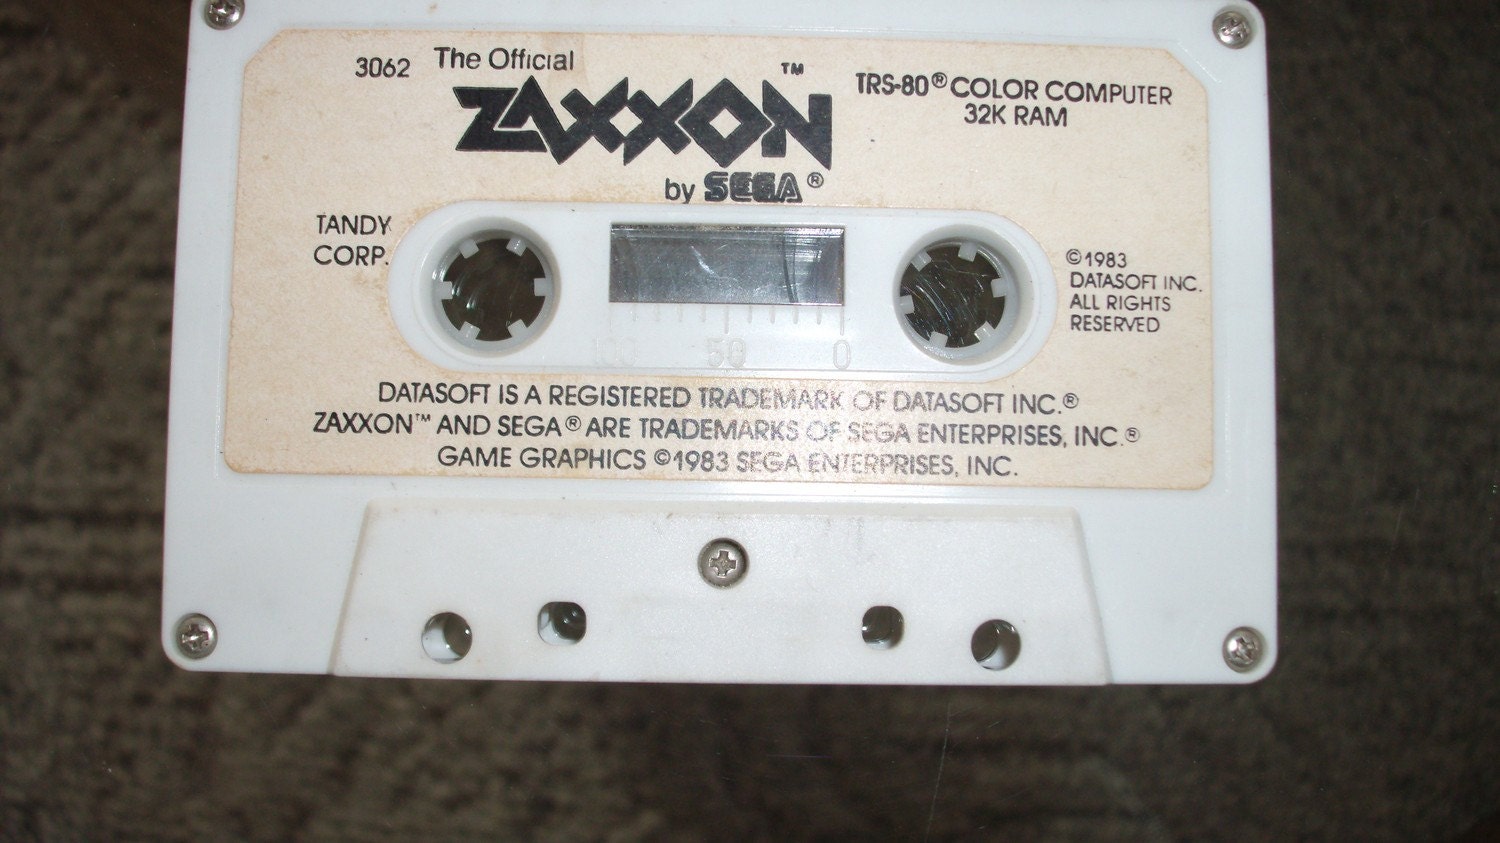 3062 The Official
ZAXXON™
by SEGA®
TRS-80® COLOR COMPUTER
32K RAM
TANDY
CORP.
©1983
DATASOFT INC.
ALL RIGHTS
RESERVED
100 50 0
DATASOFT IS A REGISTERED TRADEMARK OF DATASOFT INC.®
ZAXXON™ AND SEGA® ARE TRADEMARKS OF SEGA ENTERPRISES, INC.®
GAME GRAPHICS ©1983 SEGA ENTERPRISES, INC.